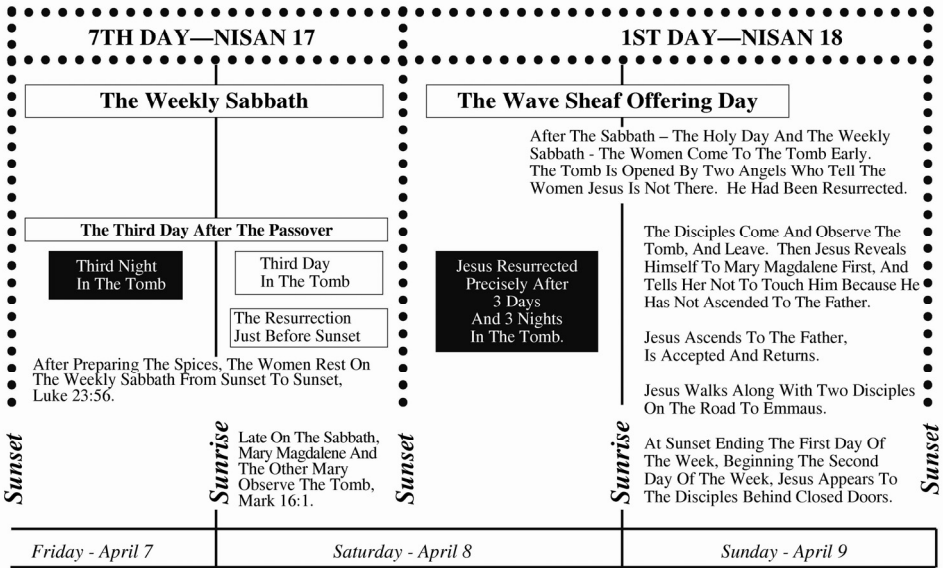 7TH DAY—NISAN 17
The Weekly Sabbath
The Third Day After The Passover
Third Night
In The Tomb
Third Day
In The Tomb
The Resurrection
Just Before Sunset
After Preparing The Spices, The Women Rest On
The Weekly Sabbath From Sunset To Sunset,
Luke 23:56.
Late On The Sabbath,
Mary Magdalene And
The Other Mary
Observe The Tomb,
Mark 16:1.
1ST DAY—NISAN 18
The Wave Sheaf Offering Day
After The Sabbath – The Holy Day And The Weekly
Sabbath - The Women Come To The Tomb Early.
The Tomb Is Opened By Two Angels Who Tell The
Women Jesus Is Not There. He Had Been Resurrected.
Jesus Resurrected
Precisely After
3 Days
And 3 Nights
In The Tomb.
The Disciples Come And Observe The
Tomb, And Leave. Then Jesus Reveals
Himself To Mary Magdalene First, And
Tells Her Not To Touch Him Because He
Has Not Ascended To The Father.
Jesus Ascends To The Father,
Is Accepted And Returns.
Jesus Walks Along With Two Disciples
On The Road To Emmaus.
At Sunset Ending The First Day Of
The Week, Beginning The Second
Day Of The Week, Jesus Appears To
The Disciples Behind Closed Doors.
Sunset
Sunrise
Sunset
Sunrise
Sunset
Friday - April 7
Saturday - April 8
Sunday - April 9